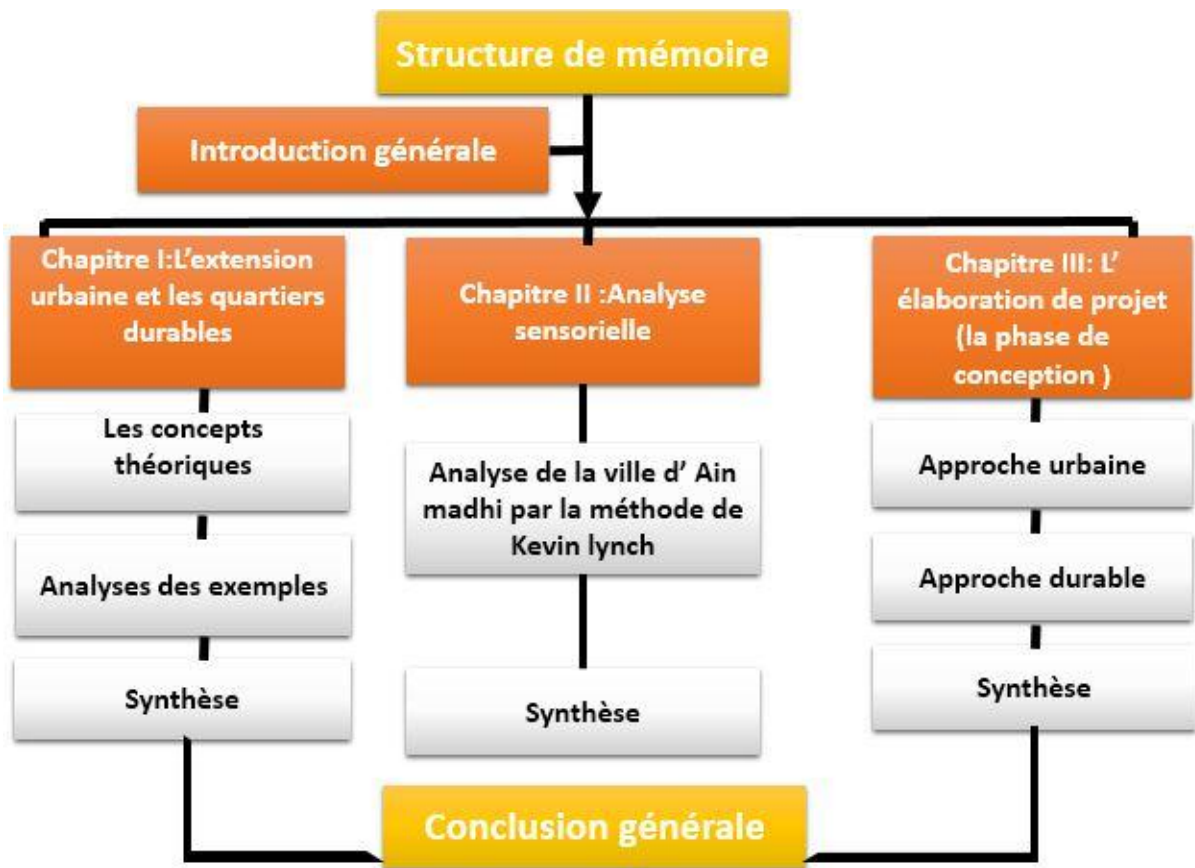 Structure de mémoire
Introduction générale
Chapitre I:L'extension
urbaine et les quartiers
durables
Les concepts
théoriques
Analyses des exemples
Synthèse
Chapitre II :Analyse
sensorielle
Analyse de la ville d' Ain
madhi par la méthode de
Kevin lynch
Synthèse
Chapitre III: L'
élaboration de projet
(la phase de
conception )
Approche urbaine
Approche durable
Synthèse
Conclusion générale